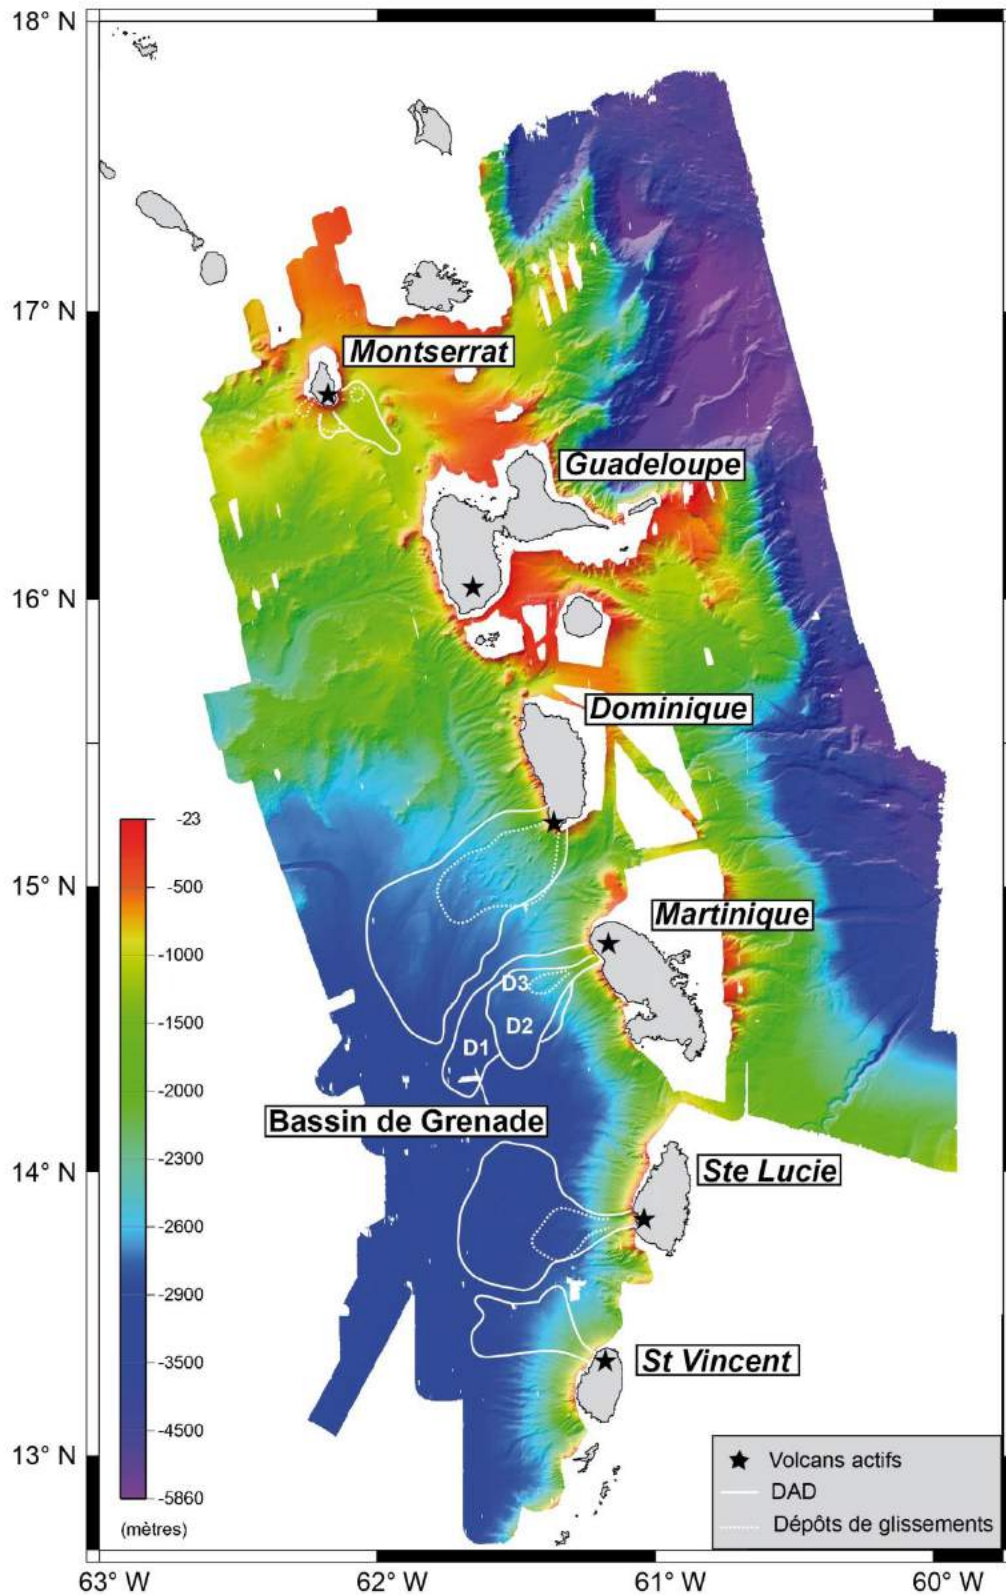 18° N
17° N
Montserrat
Guadeloupe
16° N
Dominique
-23
-500
15° N
Martinique
-1000
D3
D2
-1500
D1
-2000
Bassin de Grenade
-2300
14° N
Ste Lucie
-2600
-2900
-3500
St Vincent
-4500
13° N
-5860
(mètres)
Volcans actifs
DAD
Dépôts de glissements
63° W
62° W
61° W
60° W